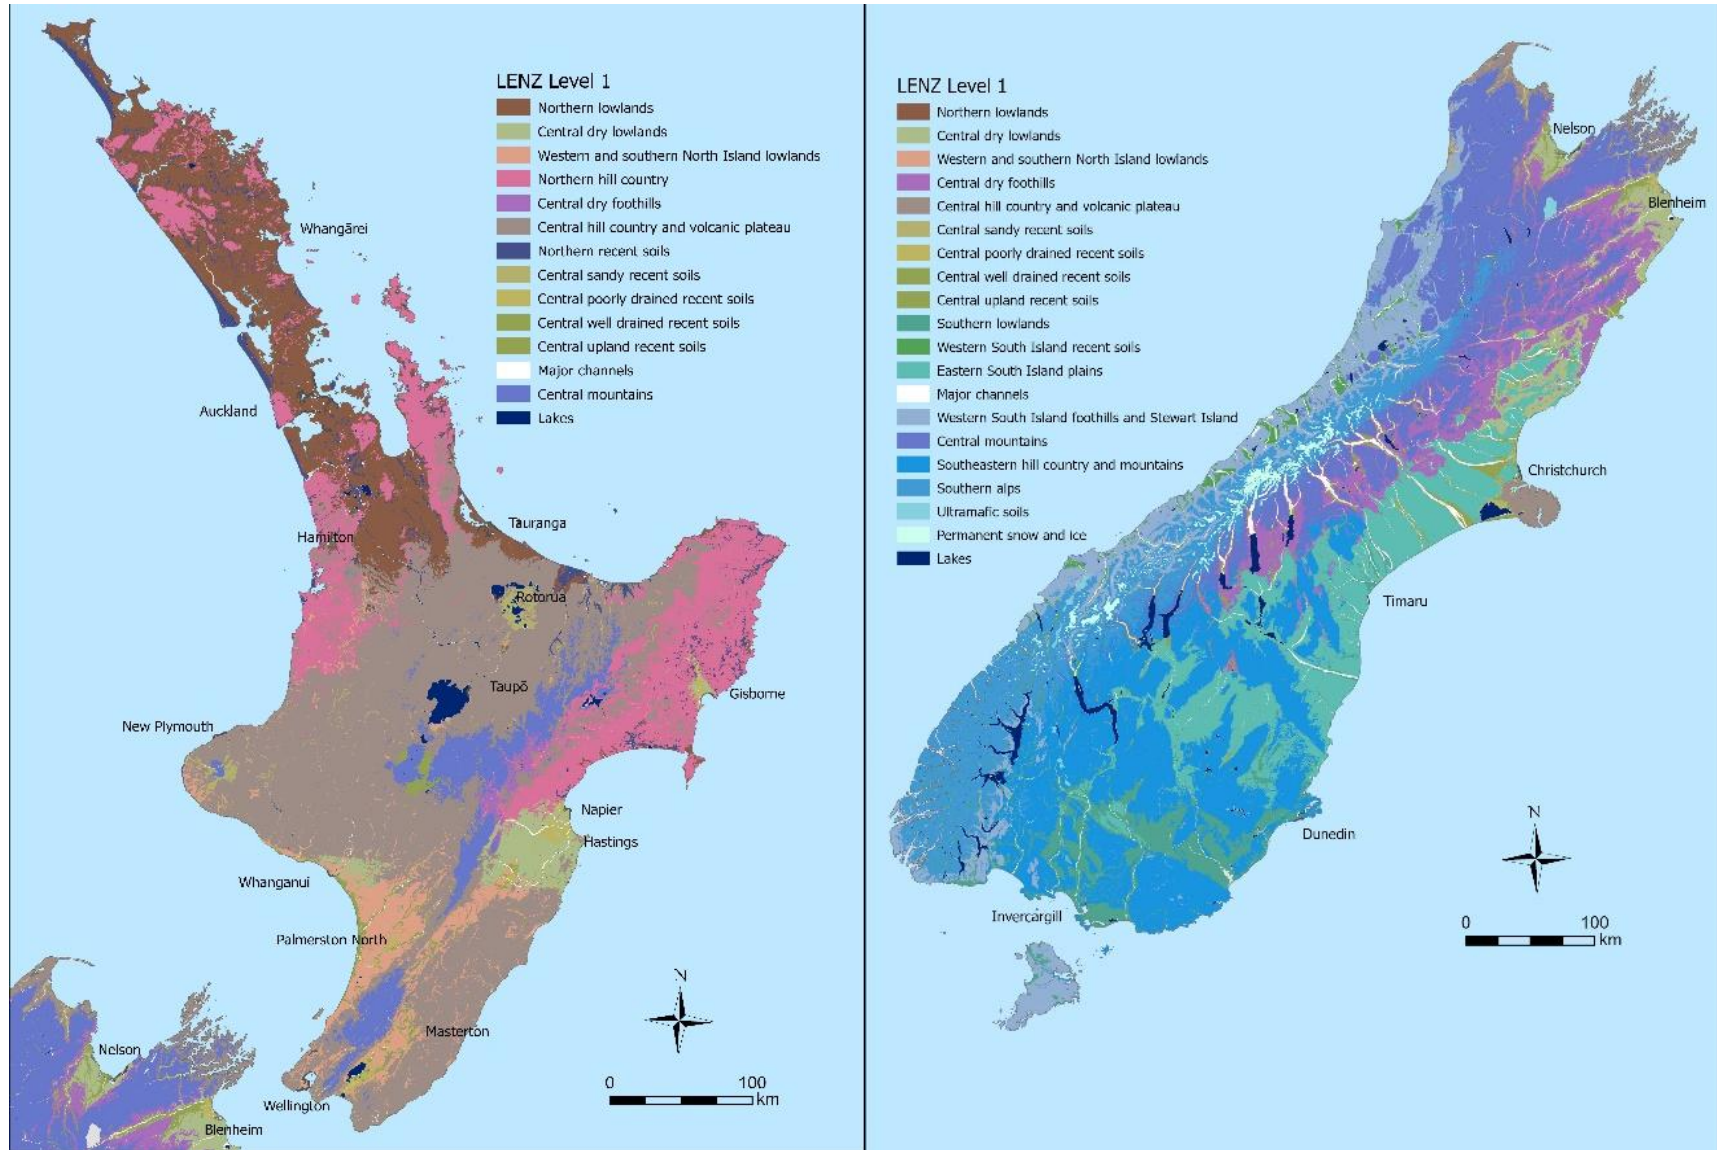 LENZ Level 1
Northern lowlands
Central dry lowlands
Western and southern North Island lowlands
Northern hill country
Central dry foothills
Central hill country and volcanic plateau
Northern recent soils
Central sandy recent soils
Central poorly drained recent soils
Central well drained recent soils
Central upland recent soils
Major channels
Central mountains
Lakes
Whangārei
Auckland
Tauranga
Hamilton
Rotorua
Taupō
Gisborne
New Plymouth
Napier
Hastings
Whanganui
Palmerston North
Masterton
Wellington
Nelson
Blenheim
N
0 100
km
LENZ Level 1
Northern lowlands
Central dry lowlands
Western and southern North Island lowlands
Central dry foothills
Central hill country and volcanic plateau
Central sandy recent soils
Central poorly drained recent soils
Central well drained recent soils
Central upland recent soils
Southern lowlands
Western South Island recent soils
Eastern South Island plains
Major channels
Western South Island foothills and Stewart Island
Central mountains
Southeastern hill country and mountains
Southern alps
Ultramafic soils
Permanent snow and ice
Lakes
Nelson
Blenheim
Christchurch
Timaru
Dunedin
Invercargill
N
0 100
km